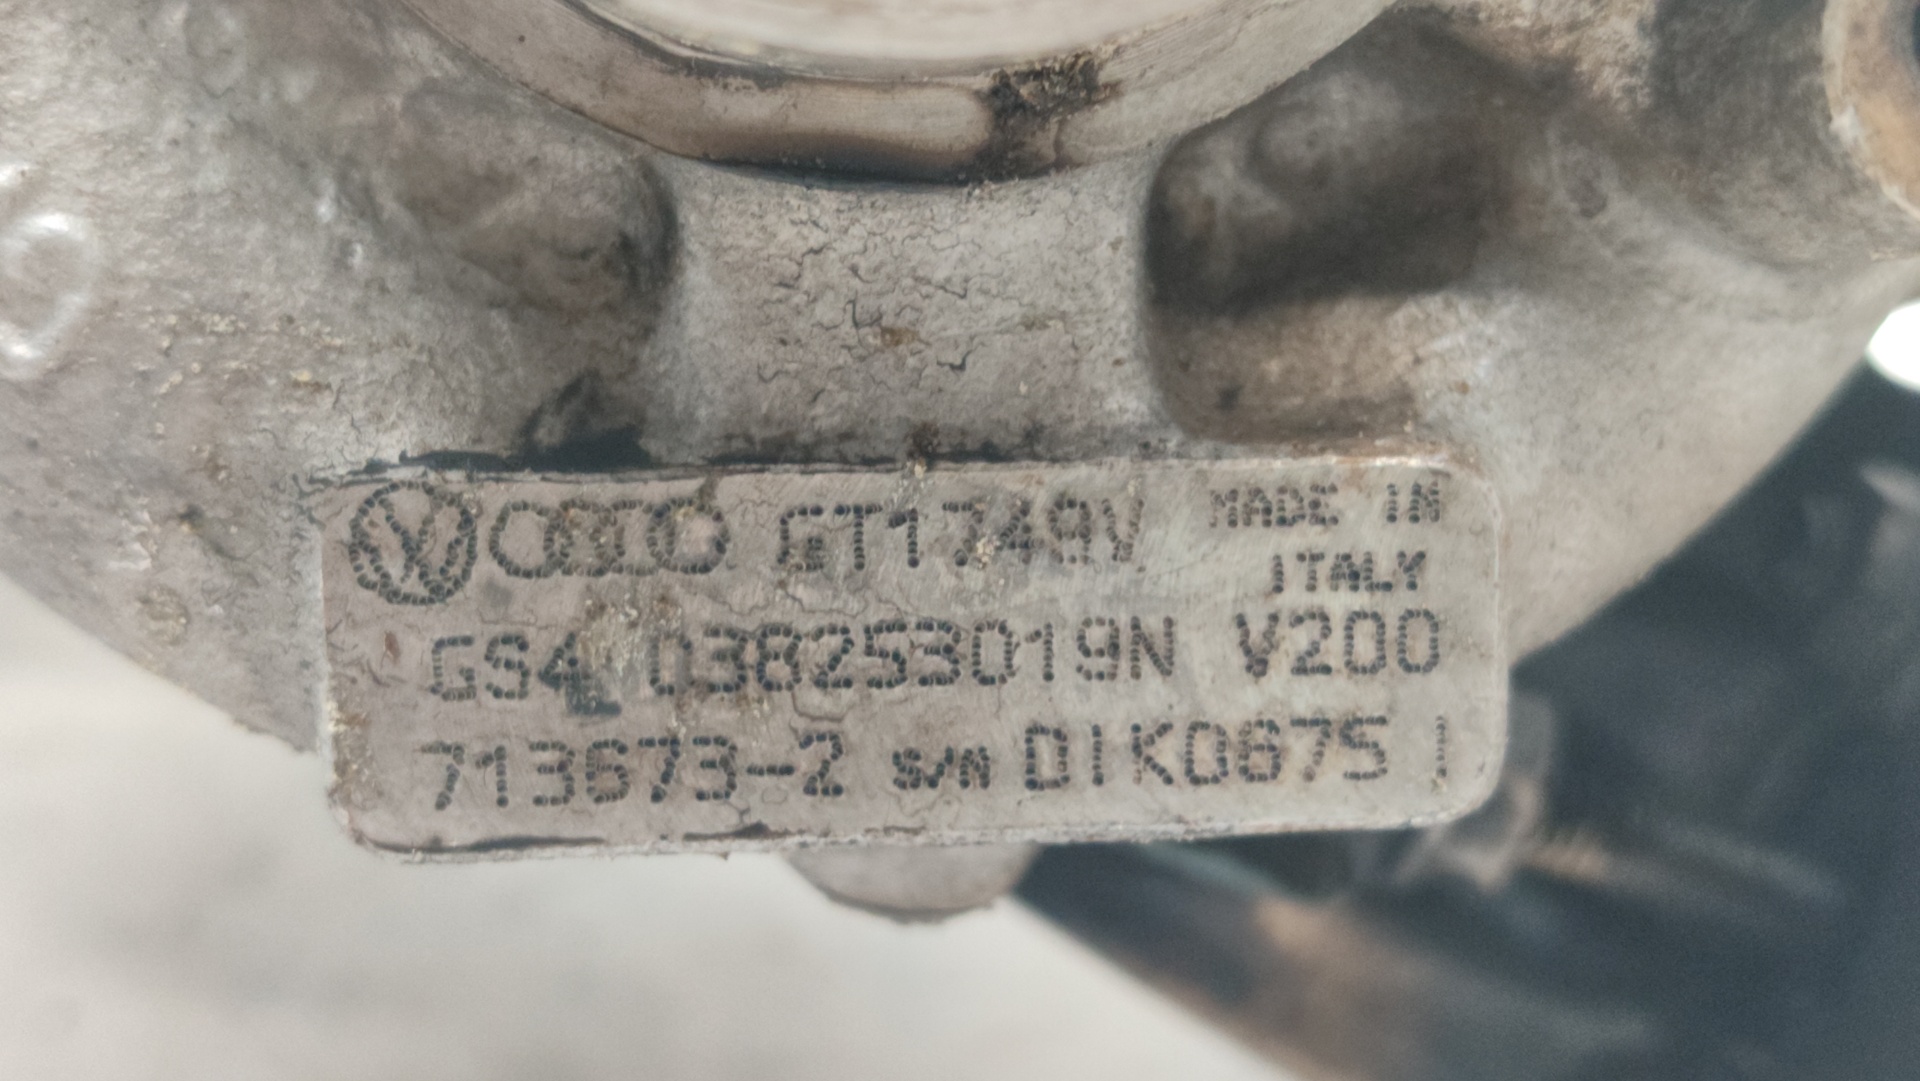 GT1749V MADE IN
ITALY
GS4 038253019N V200
713673-2 s/n DIK0675 J